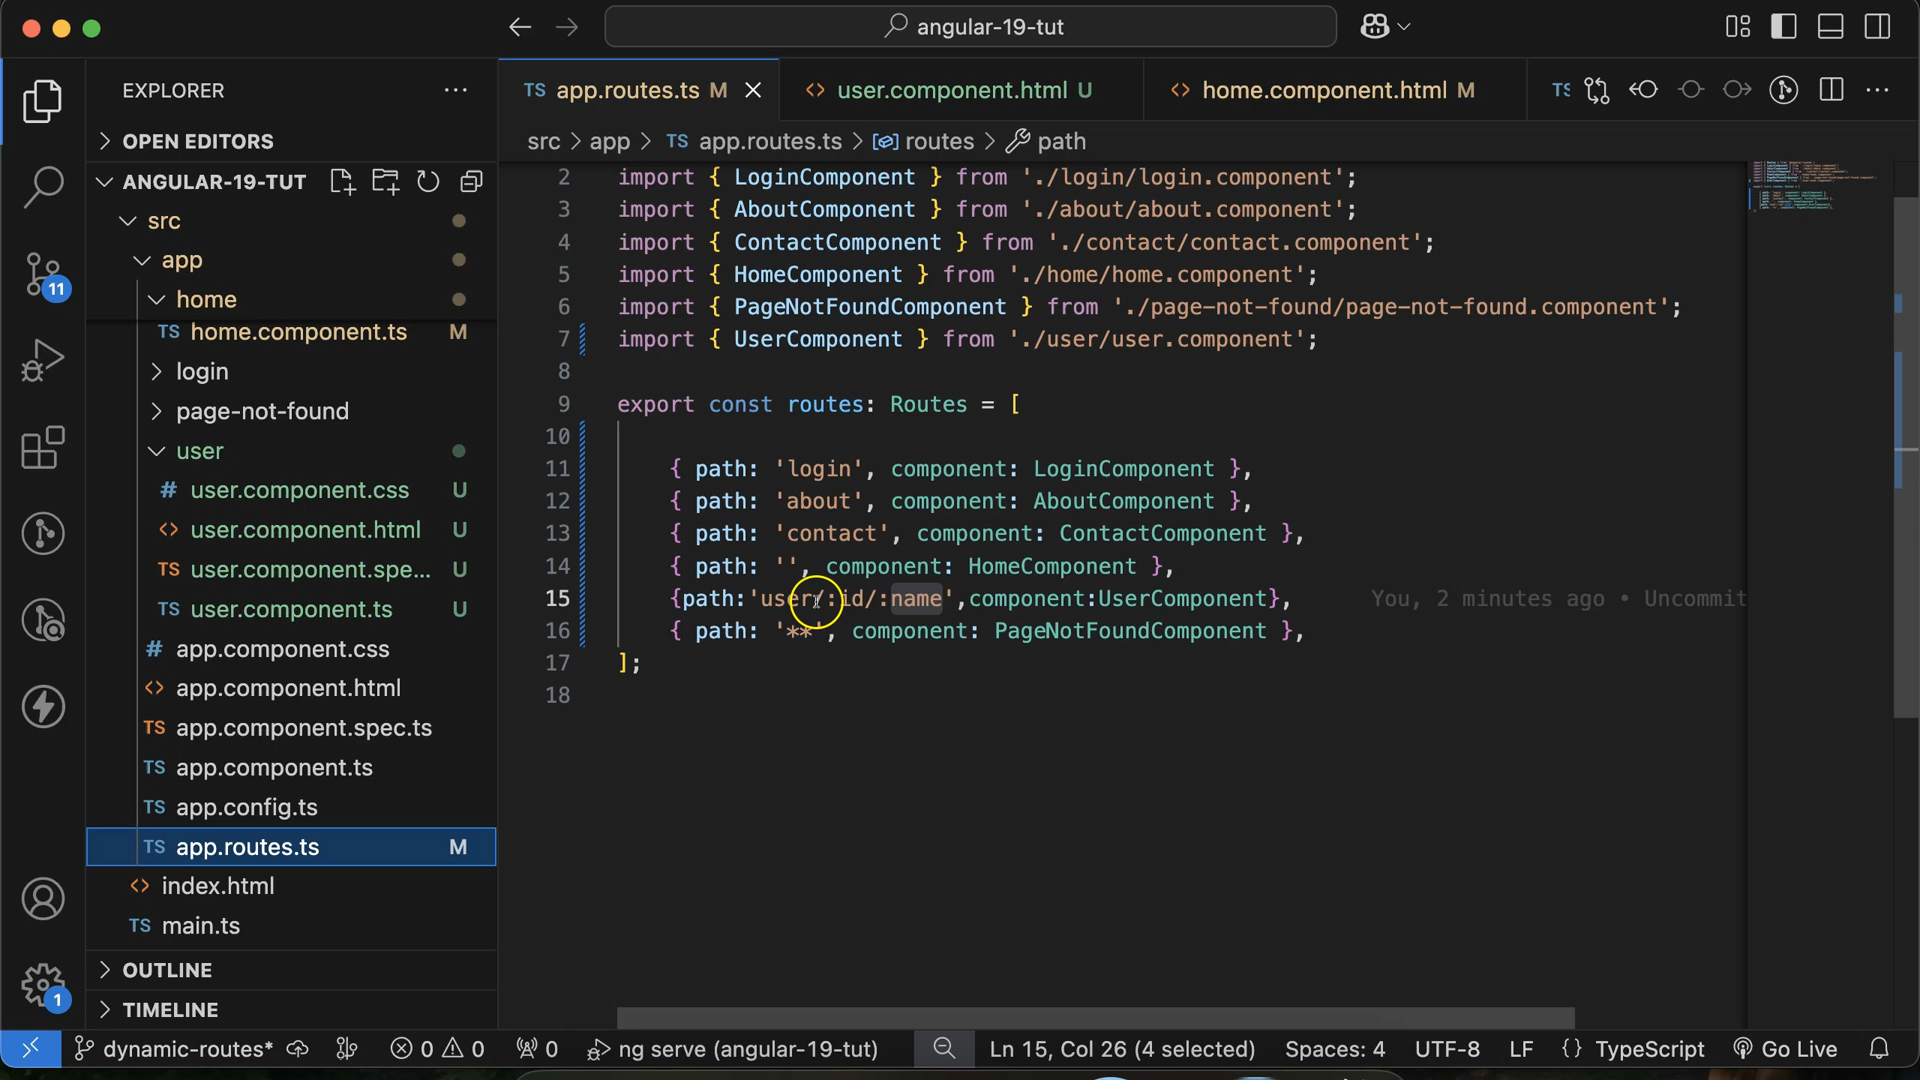 angular-19-tut
EXPLORER
TS app.routes.ts M
user.component.html U
home.component.html M
TS
OPEN EDITORS
src > app > TS app.routes.ts > routes > path
ANGULAR-19-TUT
src
app
home
TS home.component.ts M
login
page-not-found
user
# user.component.css U
<> user.component.html U
TS user.component.spe... U
TS user.component.ts U
# app.component.css
<> app.component.html
TS app.component.spec.ts
TS app.component.ts
TS app.config.ts
TS app.routes.ts M
<> index.html
TS main.ts
OUTLINE
TIMELINE
11
1
2 import { LoginComponent } from './login/login.component';
3 import { AboutComponent } from './about/about.component';
4 import { ContactComponent } from './contact/contact.component';
5 import { HomeComponent } from './home/home.component';
6 import { PageNotFoundComponent } from './page-not-found/page-not-found.component';
7 import { UserComponent } from './user/user.component';
8
9 export const routes: Routes = [
10
11 { path: 'login', component: LoginComponent },
12 { path: 'about', component: AboutComponent },
13 { path: 'contact', component: ContactComponent },
14 { path: '', component: HomeComponent },
15 {path:'user/:id/:name',component:UserComponent}, You, 2 minutes ago • Uncommit
16 { path: '**', component: PageNotFoundComponent },
17 ];
18
dynamic-routes* 0 0 0 ng serve (angular-19-tut) Ln 15, Col 26 (4 selected) Spaces: 4 UTF-8 LF {} TypeScript Go Live